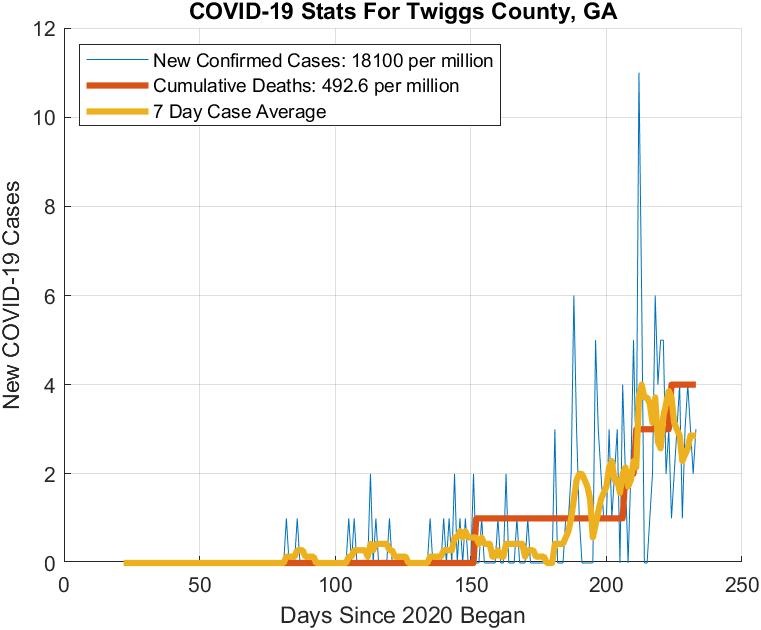 COVID-19 Stats For Twiggs County, GA
New Confirmed Cases: 18100 per million
Cumulative Deaths: 492.6 per million
7 Day Case Average
New COVID-19 Cases
12
10
8
6
4
2
0
0 50 100 150 200 250
Days Since 2020 Began